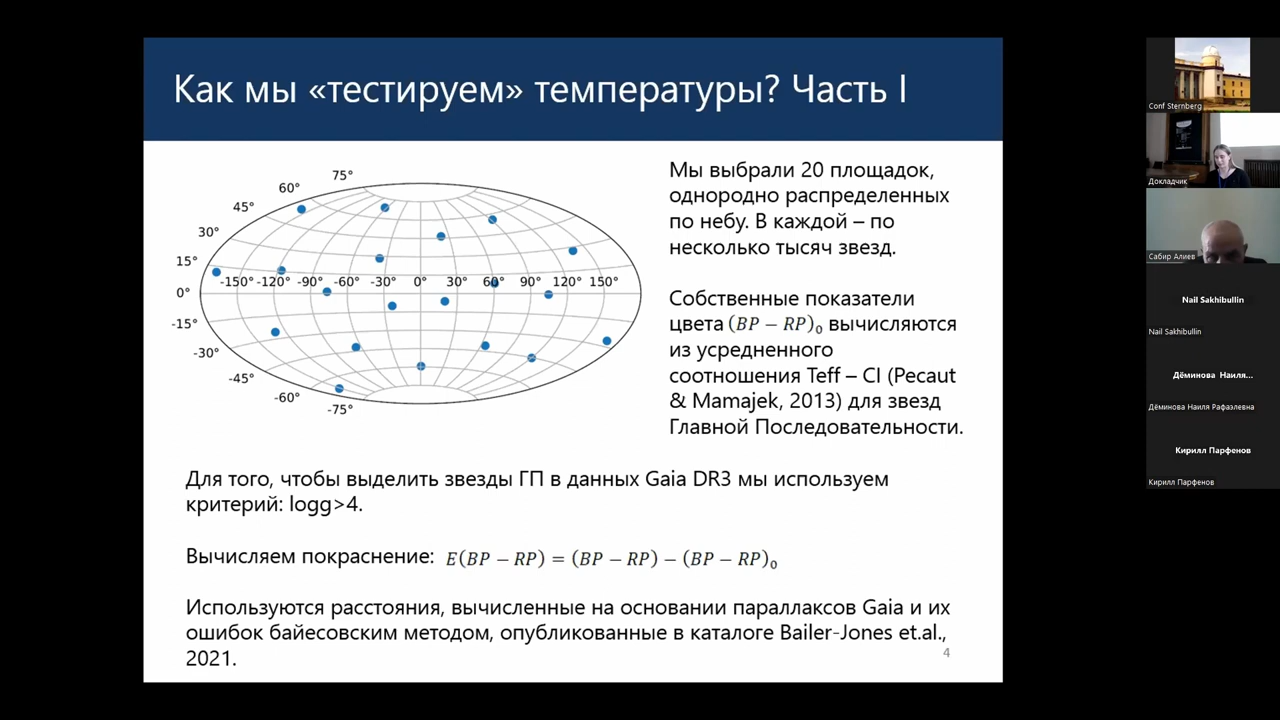 Как мы «тестируем» температуры? Часть I
75°
60°
45°
30°
15°
0°
-15°
-30°
-45°
-60°
-75°
-150° -120° -90° -60° -30° 0° 30° 60° 90° 120° 150°
Мы выбрали 20 площадок,
однородно распределенных
по небу. В каждой – по
несколько тысяч звезд.
Собственные показатели
цвета (BP − RP)₀ вычисляются
из усредненного
соотношения Teff – CI (Pecaut
& Mamajek, 2013) для звезд
Главной Последовательности.
Для того, чтобы выделить звезды ГП в данных Gaia DR3 мы используем
критерий: logg>4.
Вычисляем покраснение: E(BP − RP) = (BP − RP) − (BP − RP)₀
Используются расстояния, вычисленные на основании параллаксов Gaia и их
ошибок байесовским методом, опубликованные в каталоге Bailer-Jones et.al.,
2021.
4
Conf Sternberg
Докладчик
Сабир Алиев
Nail Sakhibullin
Nail Sakhibullin
Дёминова Наиля...
Дёминова Наиля Рафаэлевна
Кирилл Парфенов
Кирилл Парфенов